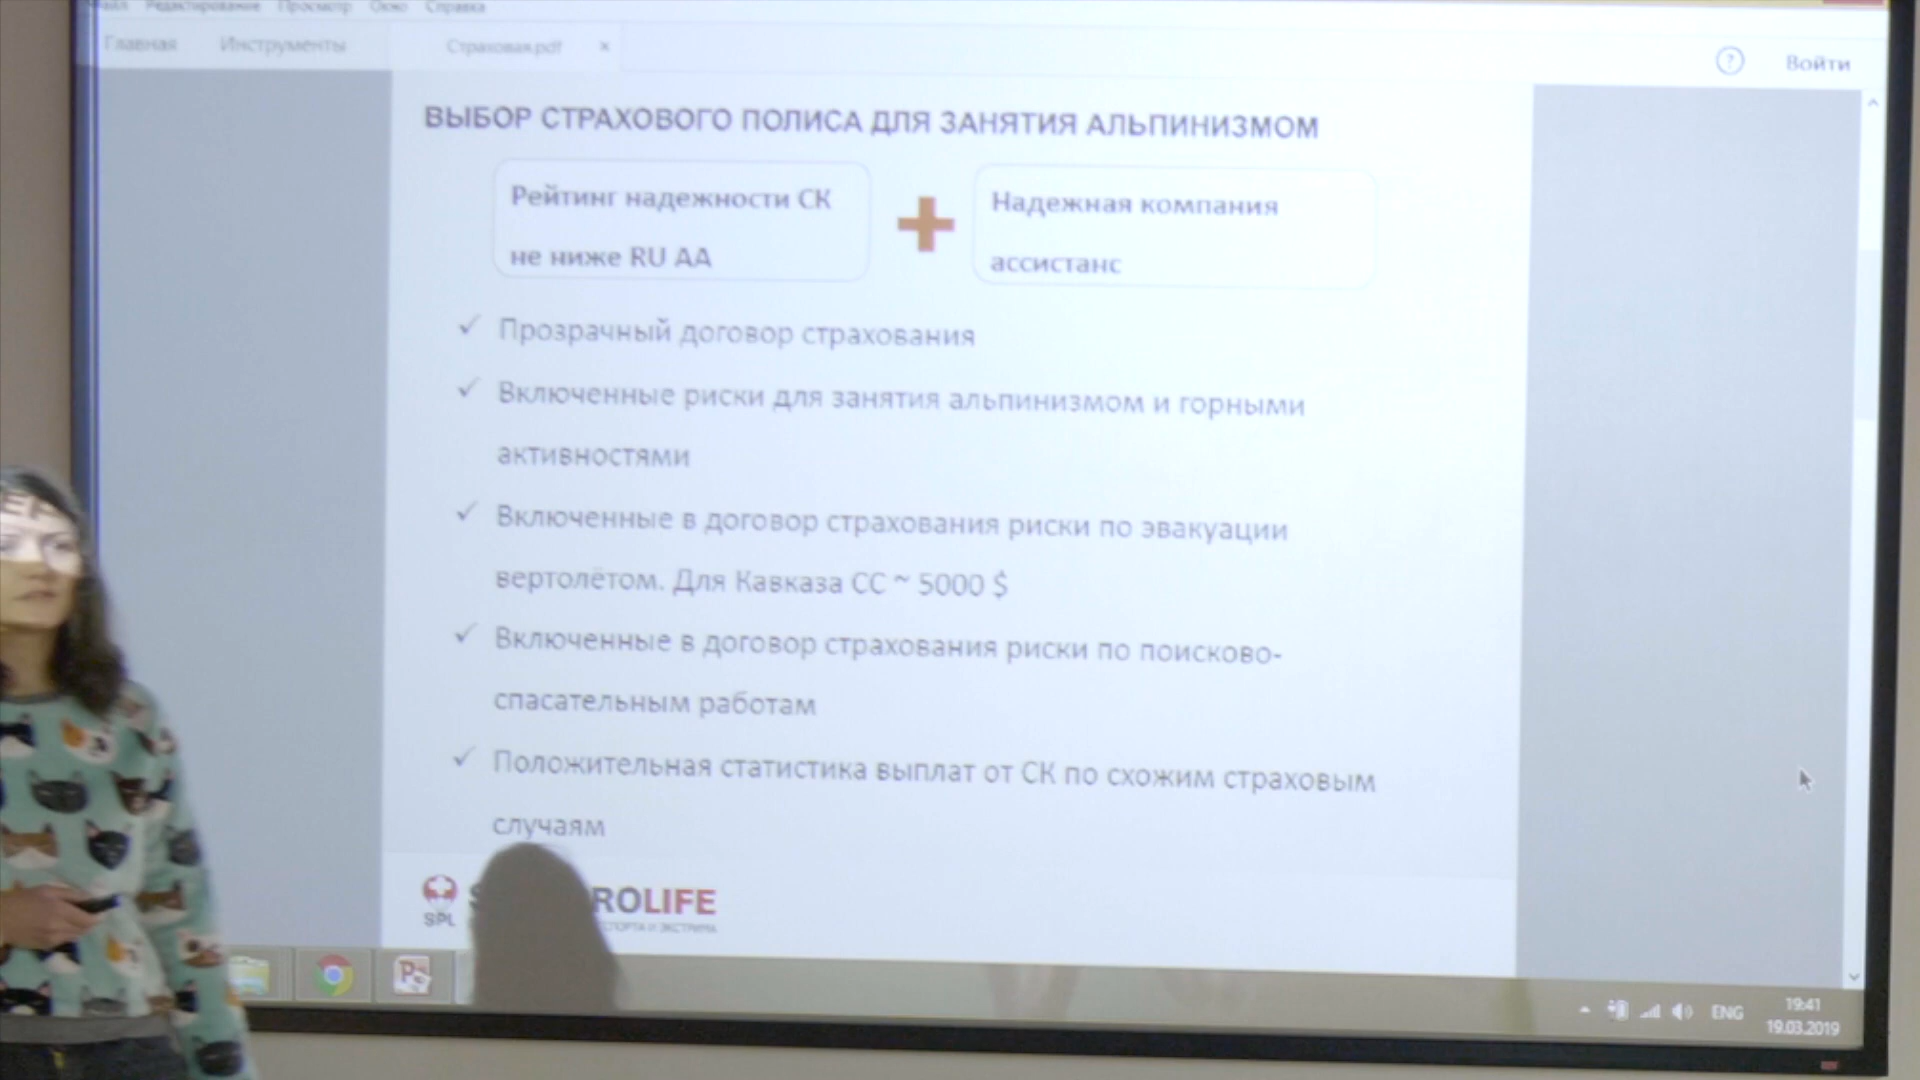 Файл Редактирование Просмотр Окно Справка
Главная Инструменты Страховая.pdf × ? Войти
ВЫБОР СТРАХОВОГО ПОЛИСА ДЛЯ ЗАНЯТИЯ АЛЬПИНИЗМОМ
Рейтинг надежности СК
не ниже RU AA
Надежная компания
ассистанс
✓ Прозрачный договор страхования
✓ Включенные риски для занятия альпинизмом и горными
активностями
✓ Включенные в договор страхования риски по эвакуации
вертолётом. Для Кавказа СС ~ 5000 $
✓ Включенные в договор страхования риски по поисково-
спасательным работам
✓ Положительная статистика выплат от СК по схожим страховым
случаям
SPL
ROLIFE
СПОРТА И ЭКСТРИМА
ENG
19:41
19.03.2019